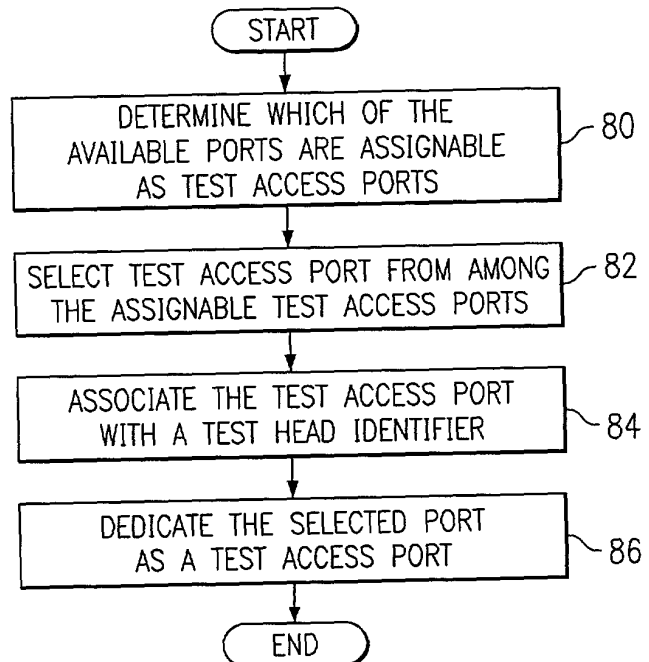 START
DETERMINE WHICH OF THE
AVAILABLE PORTS ARE ASSIGNABLE
AS TEST ACCESS PORTS
80
SELECT TEST ACCESS PORT FROM AMONG
THE ASSIGNABLE TEST ACCESS PORTS
82
ASSOCIATE THE TEST ACCESS PORT
WITH A TEST HEAD IDENTIFIER
84
DEDICATE THE SELECTED PORT
AS A TEST ACCESS PORT
86
END